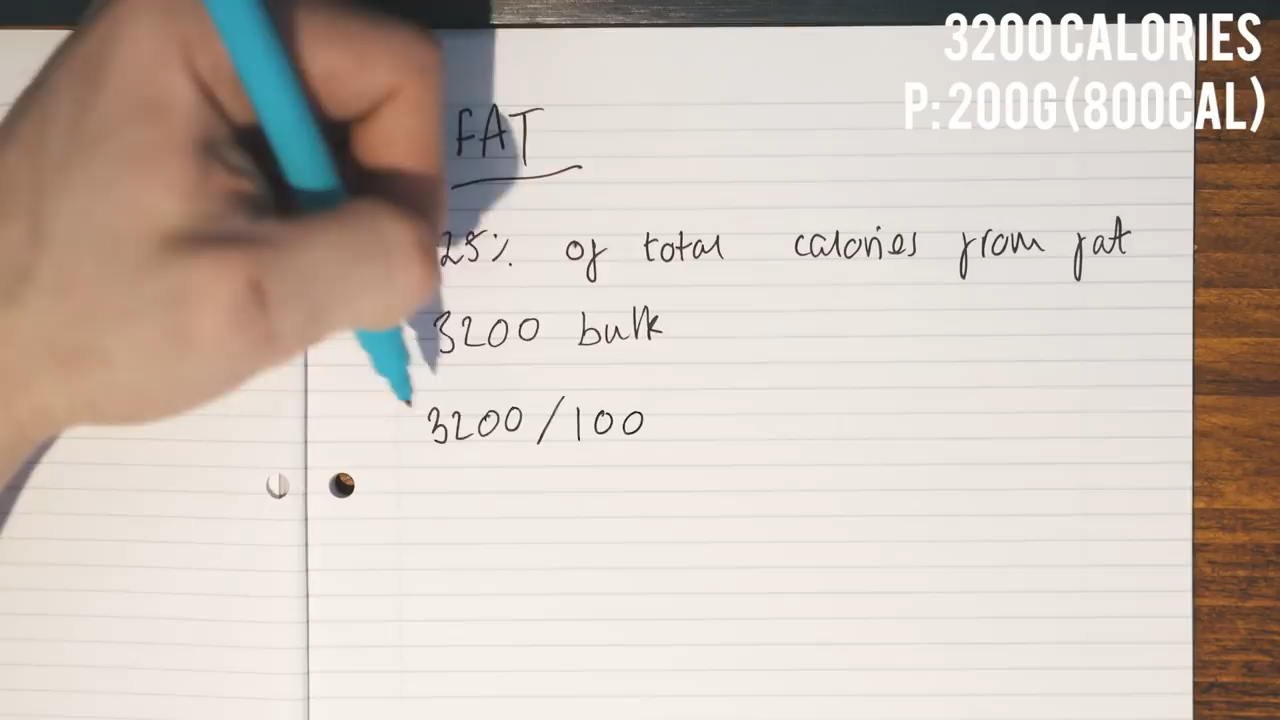 3200 CALORIES
P: 200G (800CAL)
FAT
25% of total calories from fat
3200 bulk
3200/100